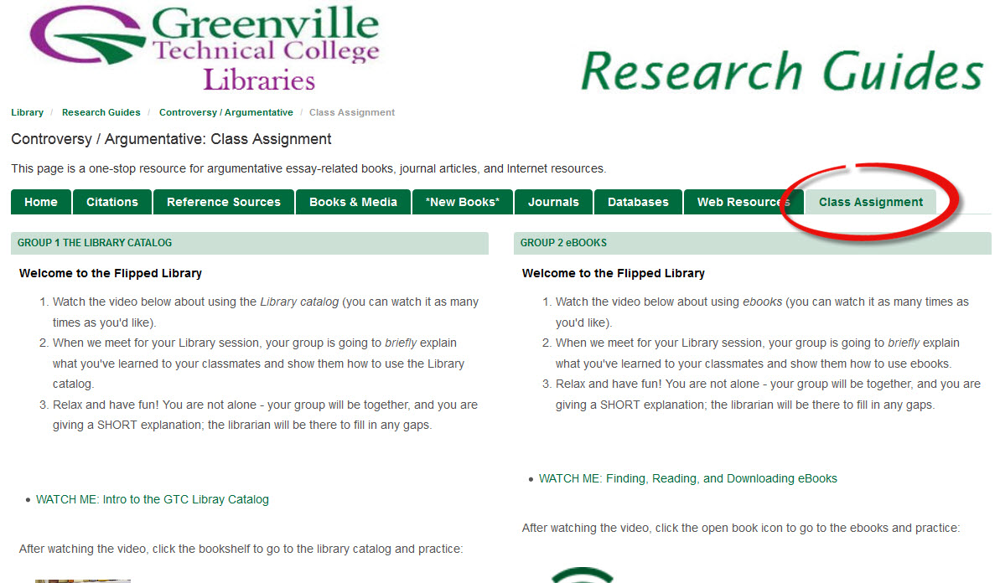 Greenville
Technical College
Libraries
Research Guides
Library / Research Guides / Controversy / Argumentative / Class Assignment
Controversy / Argumentative: Class Assignment
This page is a one-stop resource for argumentative essay-related books, journal articles, and Internet resources.
Home Citations Reference Sources Books & Media *New Books* Journals Databases Web Resources Class Assignment
GROUP 1 THE LIBRARY CATALOG
Welcome to the Flipped Library
1. Watch the video below about using the Library catalog (you can watch it as many
times as you'd like).
2. When we meet for your Library session, your group is going to briefly explain
what you've learned to your classmates and show them how to use the Library
catalog.
3. Relax and have fun! You are not alone - your group will be together, and you are
giving a SHORT explanation; the librarian will be there to fill in any gaps.
• WATCH ME: Intro to the GTC Libray Catalog
After watching the video, click the bookshelf to go to the library catalog and practice:
GROUP 2 eBOOKS
Welcome to the Flipped Library
1. Watch the video below about using ebooks (you can watch it as many times as
you'd like).
2. When we meet for your Library session, your group is going to briefly explain
what you've learned to your classmates and show them how to use ebooks.
3. Relax and have fun! You are not alone - your group will be together, and you are
giving a SHORT explanation; the librarian will be there to fill in any gaps.
• WATCH ME: Finding, Reading, and Downloading eBooks
After watching the video, click the open book icon to go to the ebooks and practice: